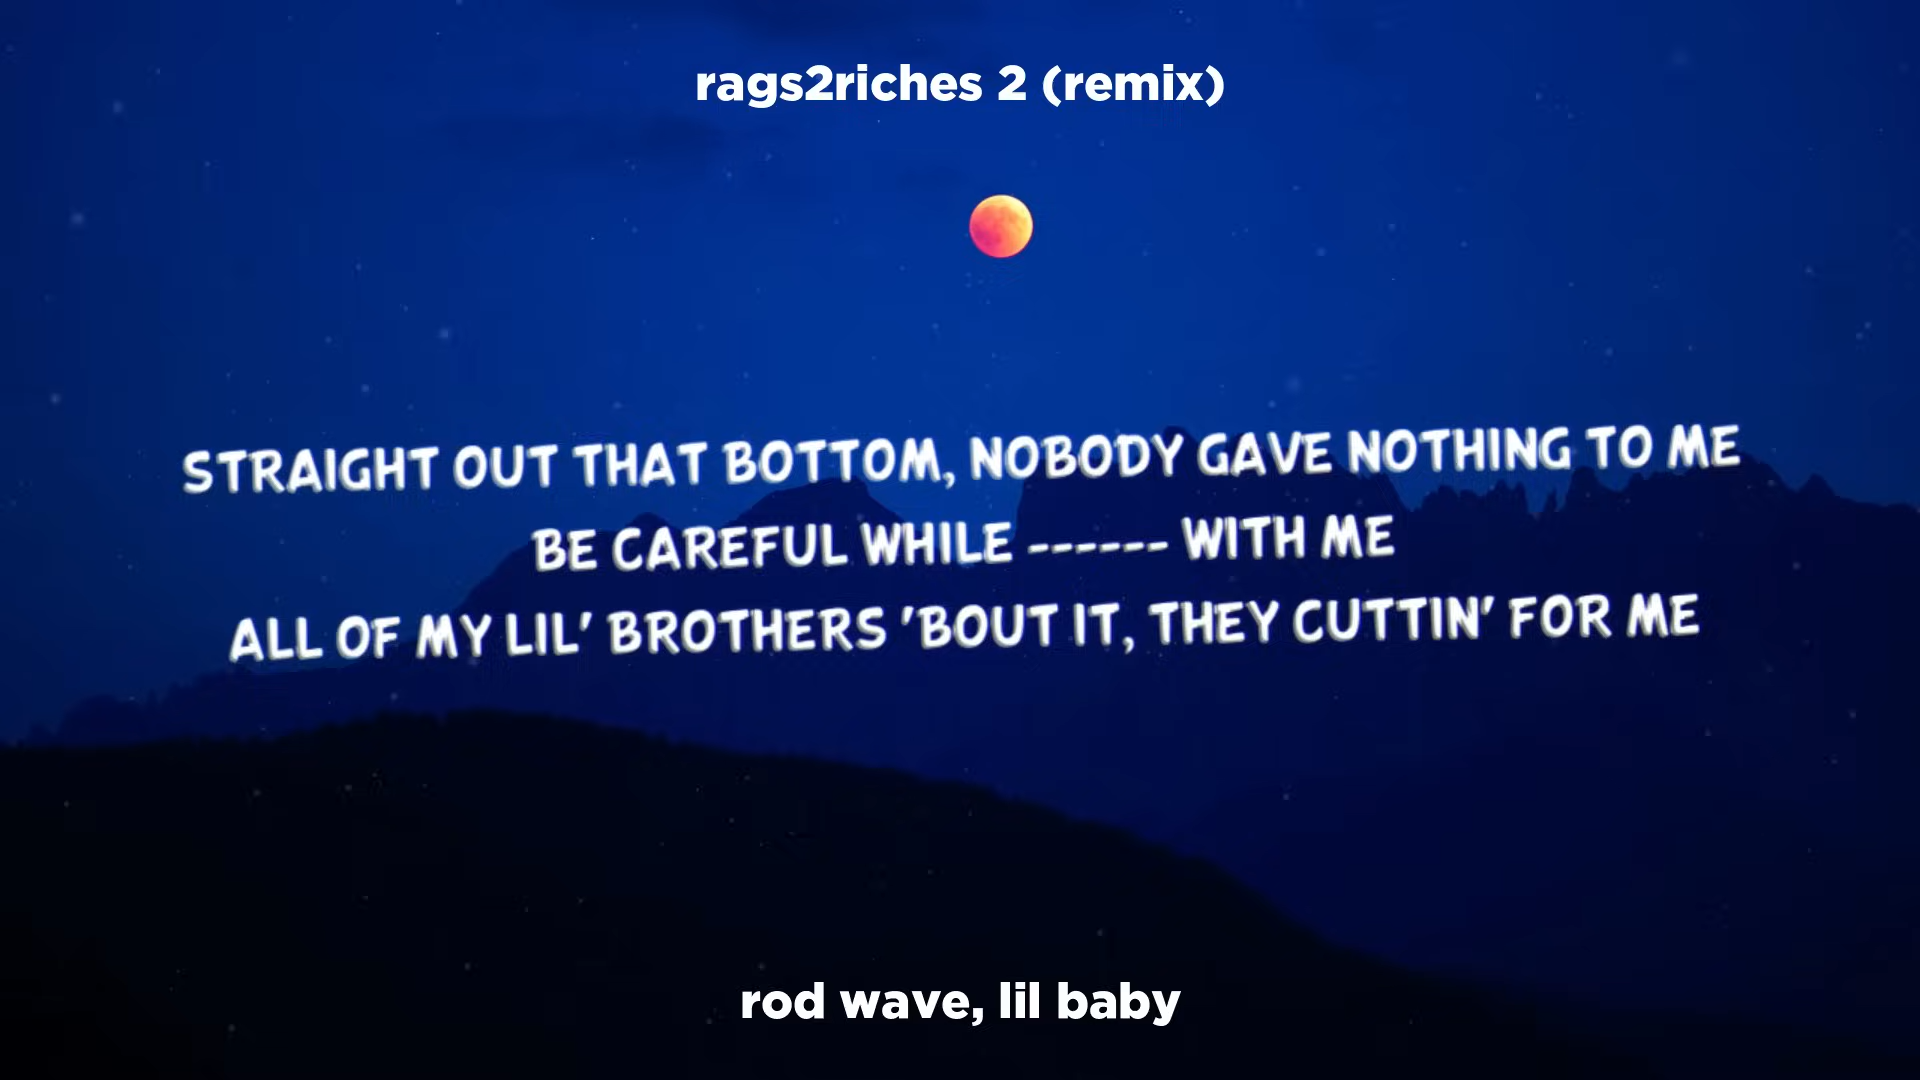 rags2riches 2 (remix)
STRAIGHT OUT THAT BOTTOM, NOBODY GAVE NOTHING TO ME
BE CAREFUL WHILE ------ WITH ME
ALL OF MY LIL' BROTHERS 'BOUT IT, THEY CUTTIN' FOR ME
rod wave, lil baby